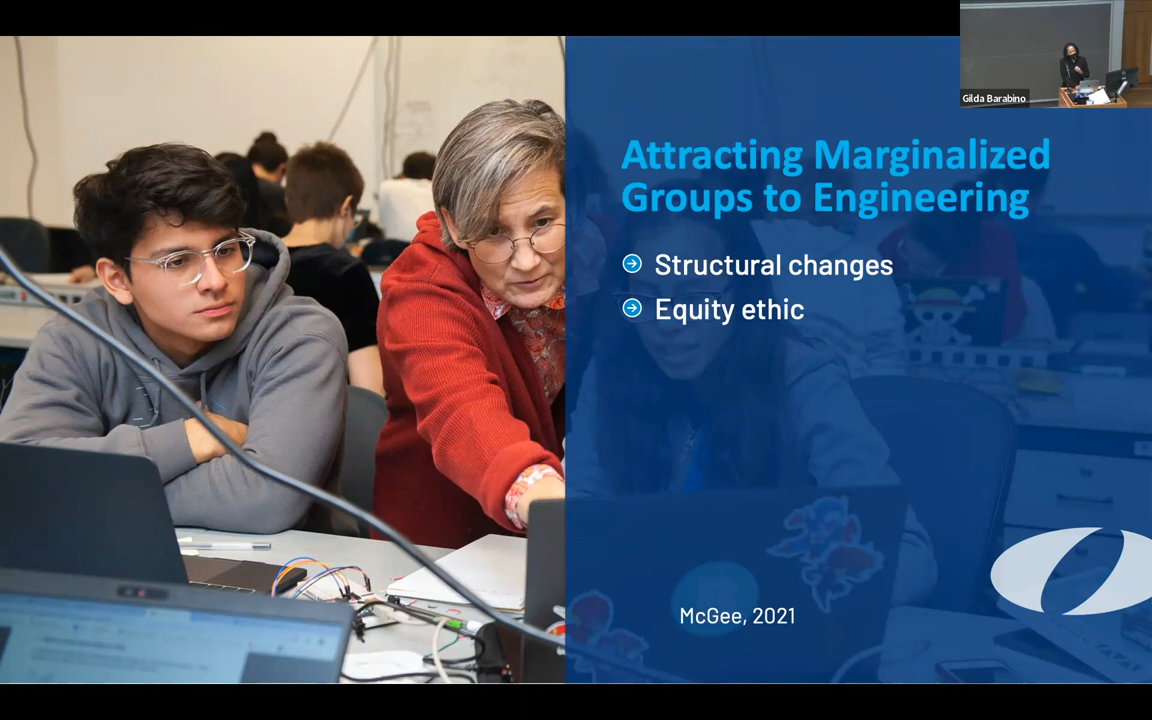 Gilda Barabino
Attracting Marginalized
Groups to Engineering
Structural changes
Equity ethic
McGee, 2021